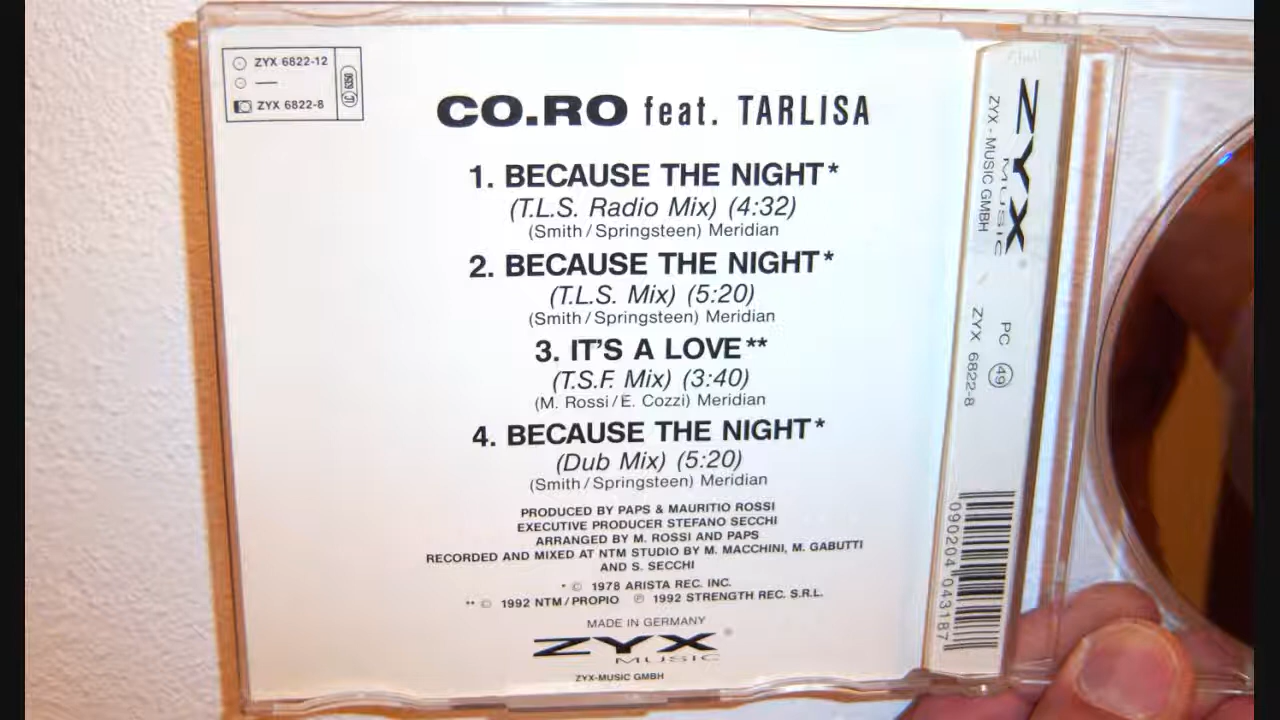 ZYX 6822-12
—
ZYX 6822-8
CO.RO feat. TARLISA
1. BECAUSE THE NIGHT*
(T.L.S. Radio Mix) (4:32)
(Smith/Springsteen) Meridian
2. BECAUSE THE NIGHT*
(T.L.S. Mix) (5:20)
(Smith/Springsteen) Meridian
3. IT'S A LOVE**
(T.S.F. Mix) (3:40)
(M. Rossi/E. Cozzi) Meridian
4. BECAUSE THE NIGHT*
(Dub Mix) (5:20)
(Smith/Springsteen) Meridian
PRODUCED BY PAPS & MAURITIO ROSSI
EXECUTIVE PRODUCER STEFANO SECCHI
ARRANGED BY M. ROSSI AND PAPS
RECORDED AND MIXED AT NTM STUDIO BY M. MACCHINI, M. GABUTTI
AND S. SECCHI
* © 1978 ARISTA REC. INC.
** © 1992 NTM/PROPIO ℗ 1992 STRENGTH REC. S.R.L.
MADE IN GERMANY
ZYX®
MUSIC
ZYX-MUSIC GMBH
ZYX®
MUSIC
ZYX-MUSIC GMBH
PC 49
ZYX 6822-8
090204 043187